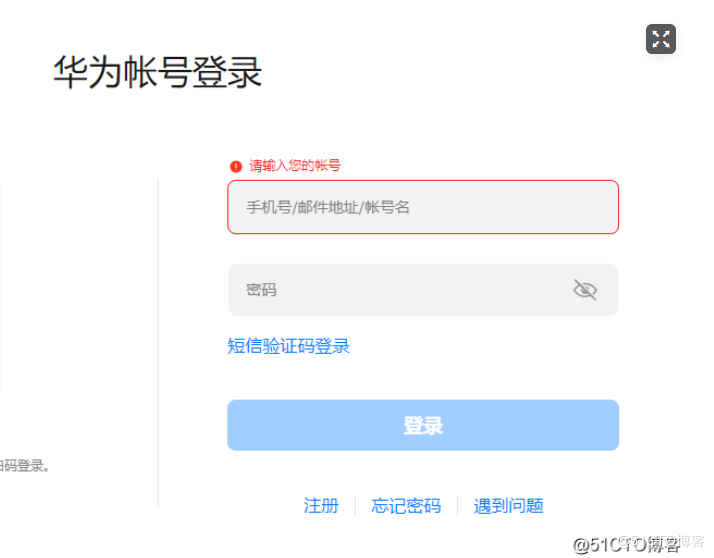 华为帐号登录
请输入您的帐号
手机号/邮件地址/帐号名
密码
短信验证码登录
登录
码登录。
注册
忘记密码
遇到问题
@51CTO博客